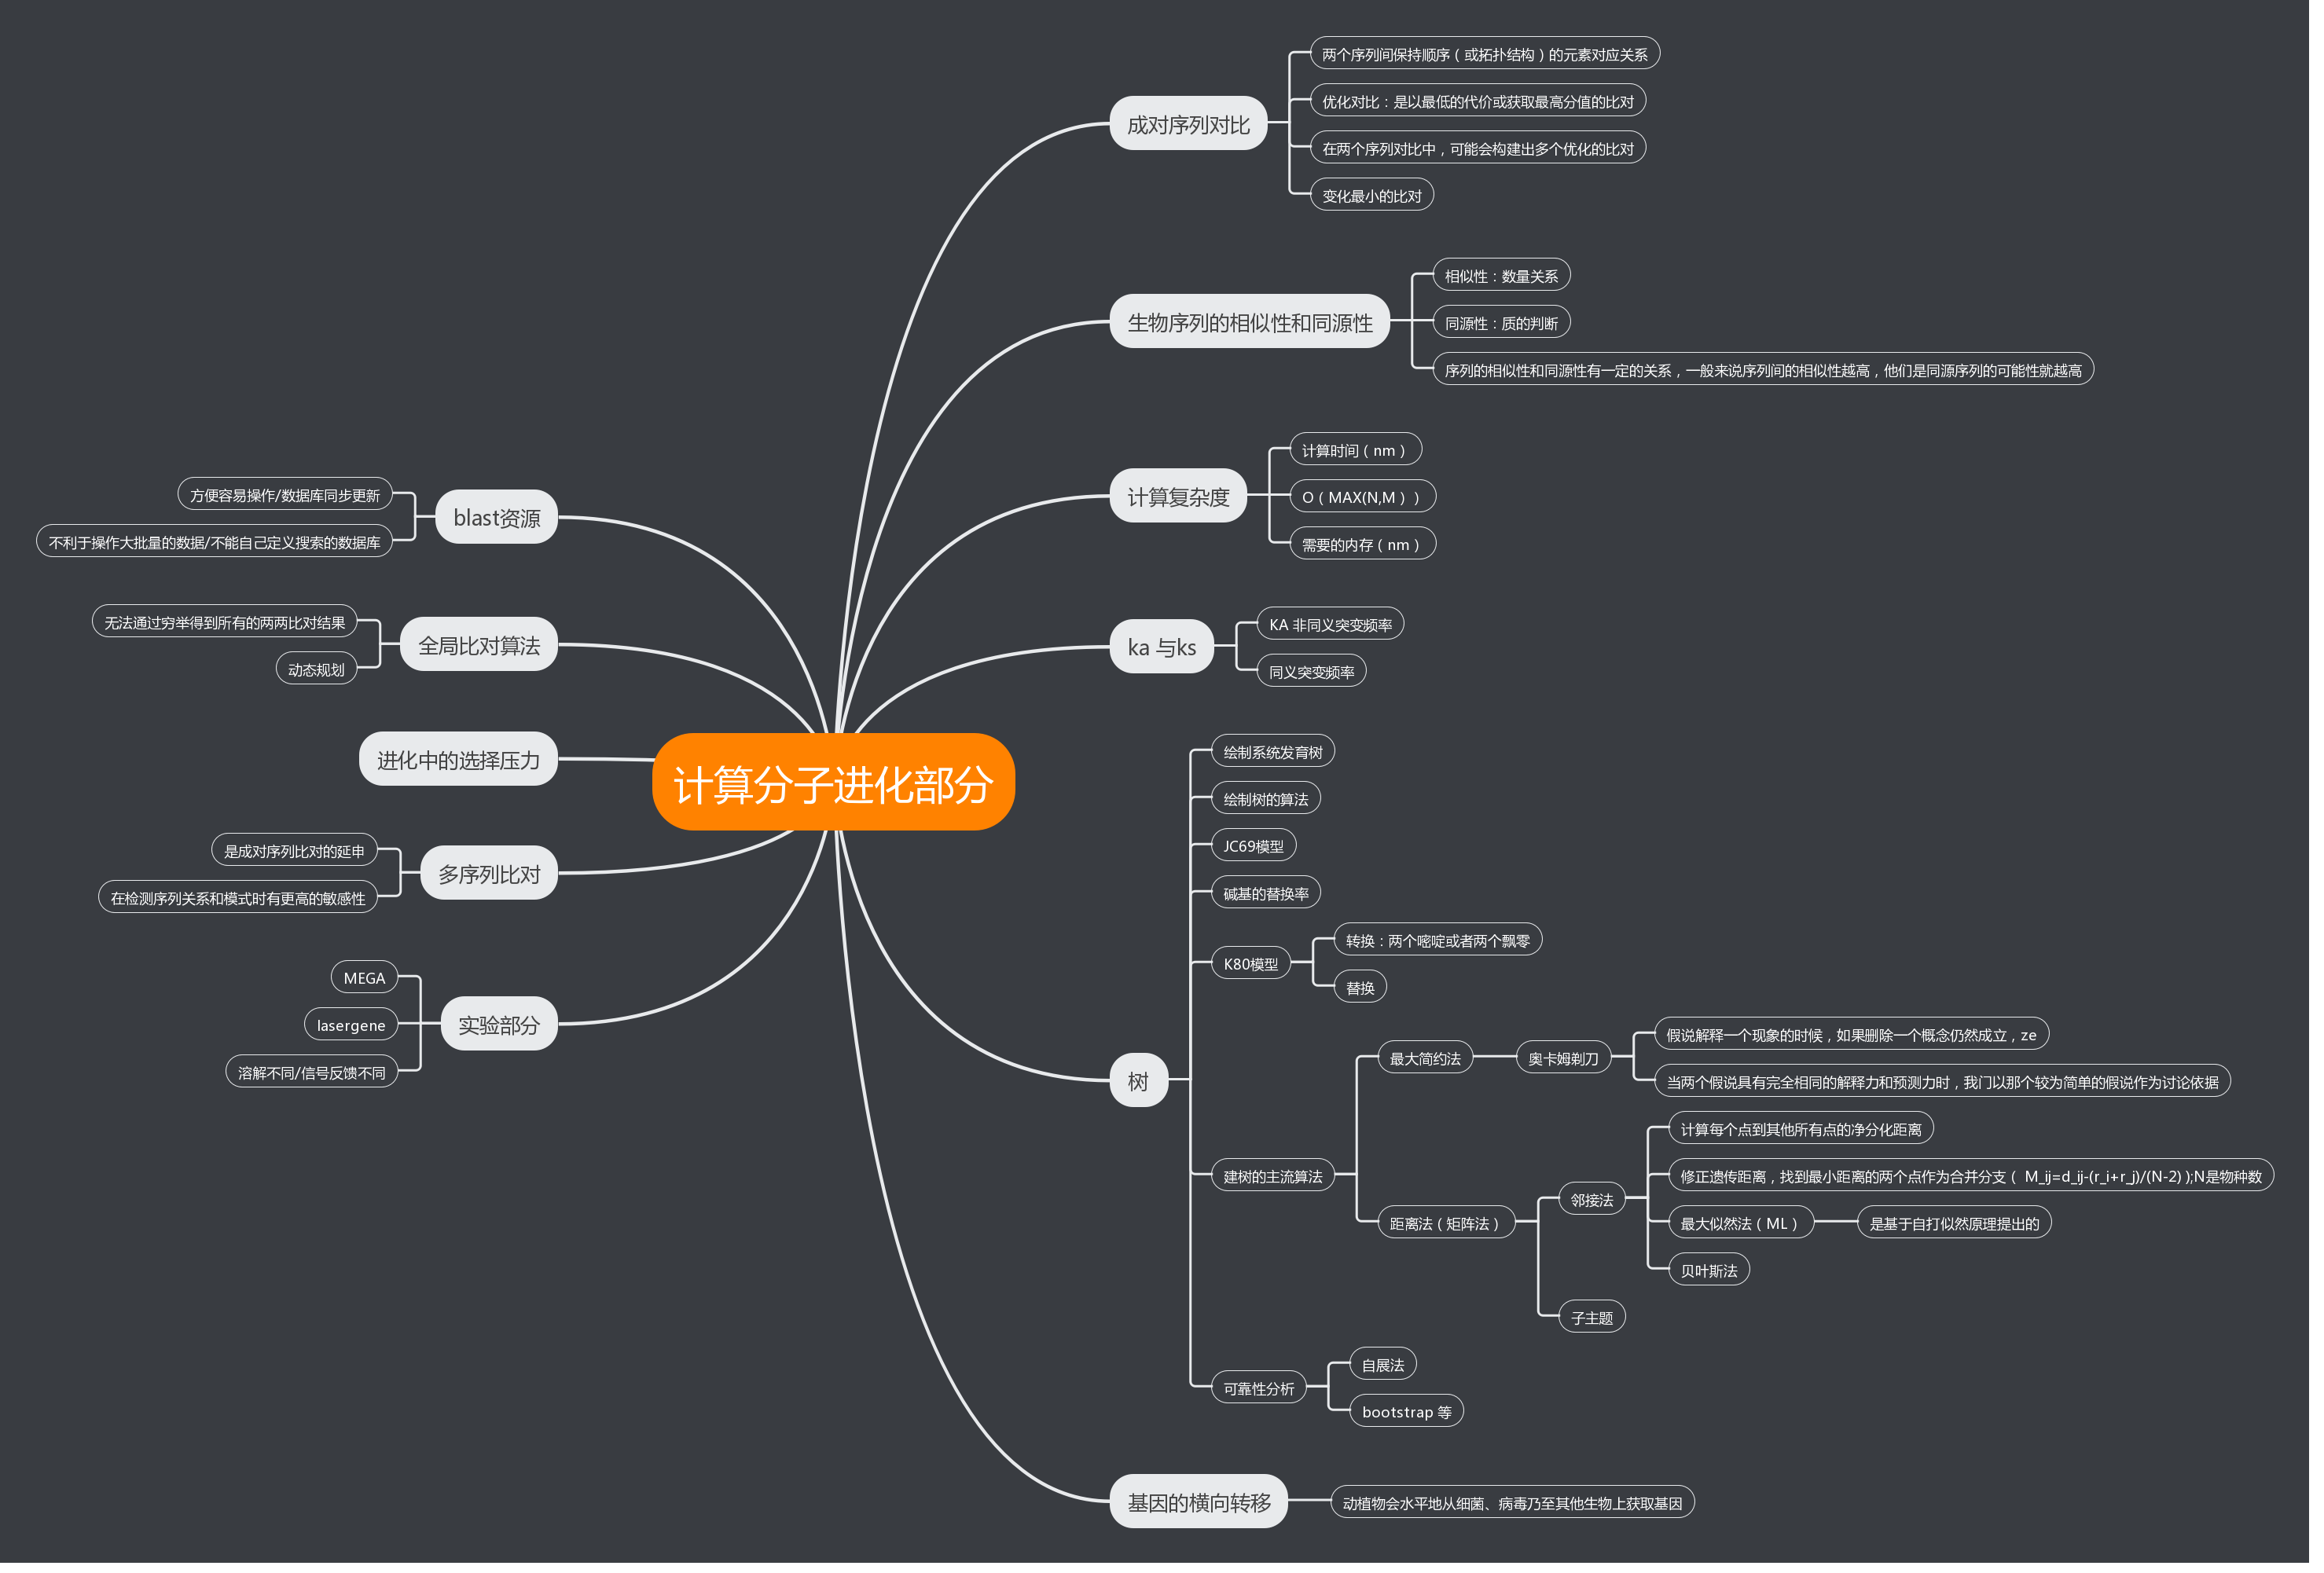 计算分子进化部分
成对序列对比
两个序列间保持顺序（或拓扑结构）的元素对应关系
优化对比：是以最低的代价或获取最高分值的比对
在两个序列对比中，可能会构建出多个优化的比对
变化最小的比对
生物序列的相似性和同源性
相似性：数量关系
同源性：质的判断
序列的相似性和同源性有一定的关系，一般来说序列间的相似性越高，他们是同源序列的可能性就越高
计算复杂度
计算时间（nm）
O（MAX(N,M））
需要的内存（nm）
ka 与ks
KA 非同义突变频率
同义突变频率
树
绘制系统发育树
绘制树的算法
JC69模型
碱基的替换率
K80模型
转换：两个嘧啶或者两个飘零
替换
建树的主流算法
最大简约法
奥卡姆剃刀
假说解释一个现象的时候，如果删除一个概念仍然成立，ze
当两个假说具有完全相同的解释力和预测力时，我门以那个较为简单的假说作为讨论依据
距离法（矩阵法）
邻接法
计算每个点到其他所有点的净分化距离
修正遗传距离，找到最小距离的两个点作为合并分支（ M_ij=d_ij-(r_i+r_j)/(N-2) );N是物种数
最大似然法（ML）
是基于自打似然原理提出的
贝叶斯法
子主题
可靠性分析
自展法
bootstrap 等
基因的横向转移
动植物会水平地从细菌、病毒乃至其他生物上获取基因
blast资源
方便容易操作/数据库同步更新
不利于操作大批量的数据/不能自己定义搜索的数据库
全局比对算法
无法通过穷举得到所有的两两比对结果
动态规划
进化中的选择压力
多序列比对
是成对序列比对的延申
在检测序列关系和模式时有更高的敏感性
实验部分
MEGA
lasergene
溶解不同/信号反馈不同